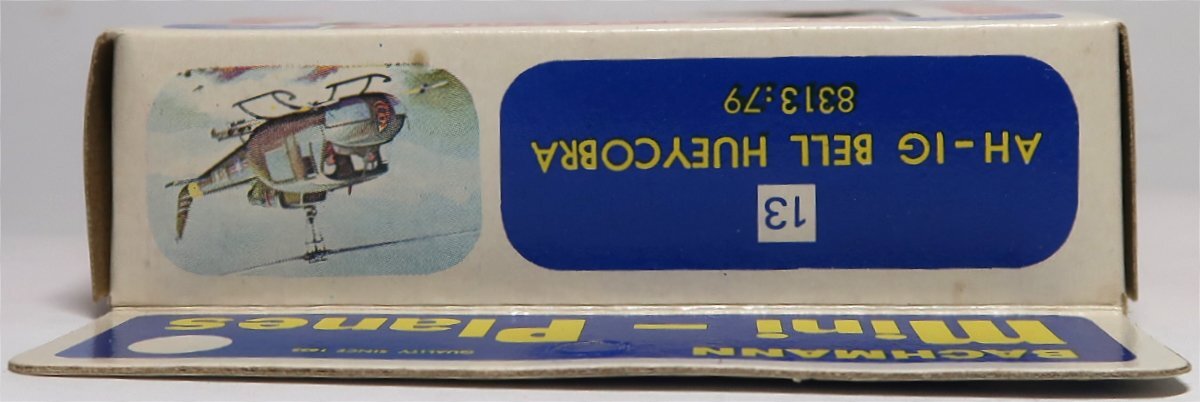 BACHMANN QUALITY SINCE 1833
Mini - Planes
13
AH-IG BELL HUEYCOBRA
8313:79